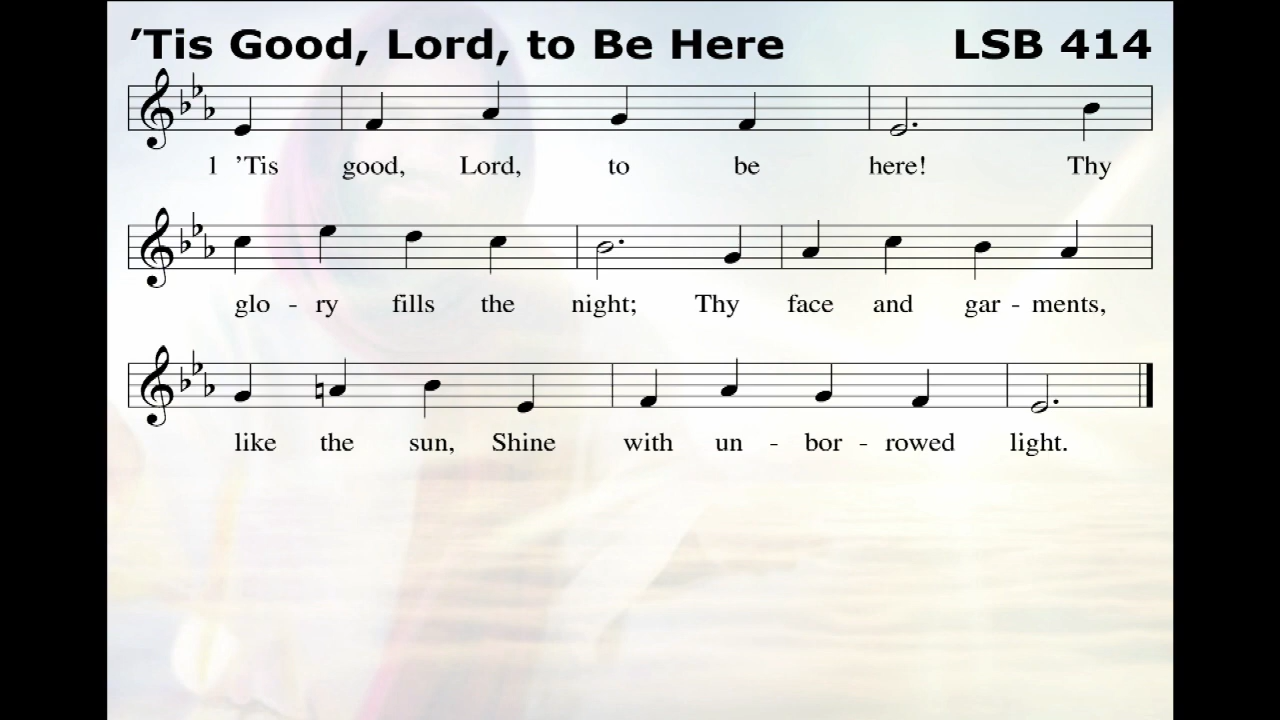 ’Tis Good, Lord, to Be Here LSB 414
1 ’Tis good, Lord, to be here! Thy
glo - ry fills the night; Thy face and gar - ments,
like the sun, Shine with un - bor - rowed light.